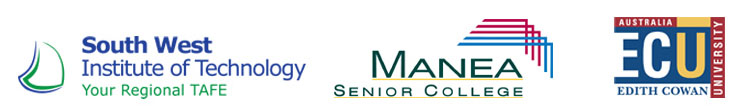 South West
Institute of Technology
Your Regional TAFE
MANEA
SENIOR COLLEGE
AUSTRALIA
ECU
EDITH COWAN
UNIVERSITY